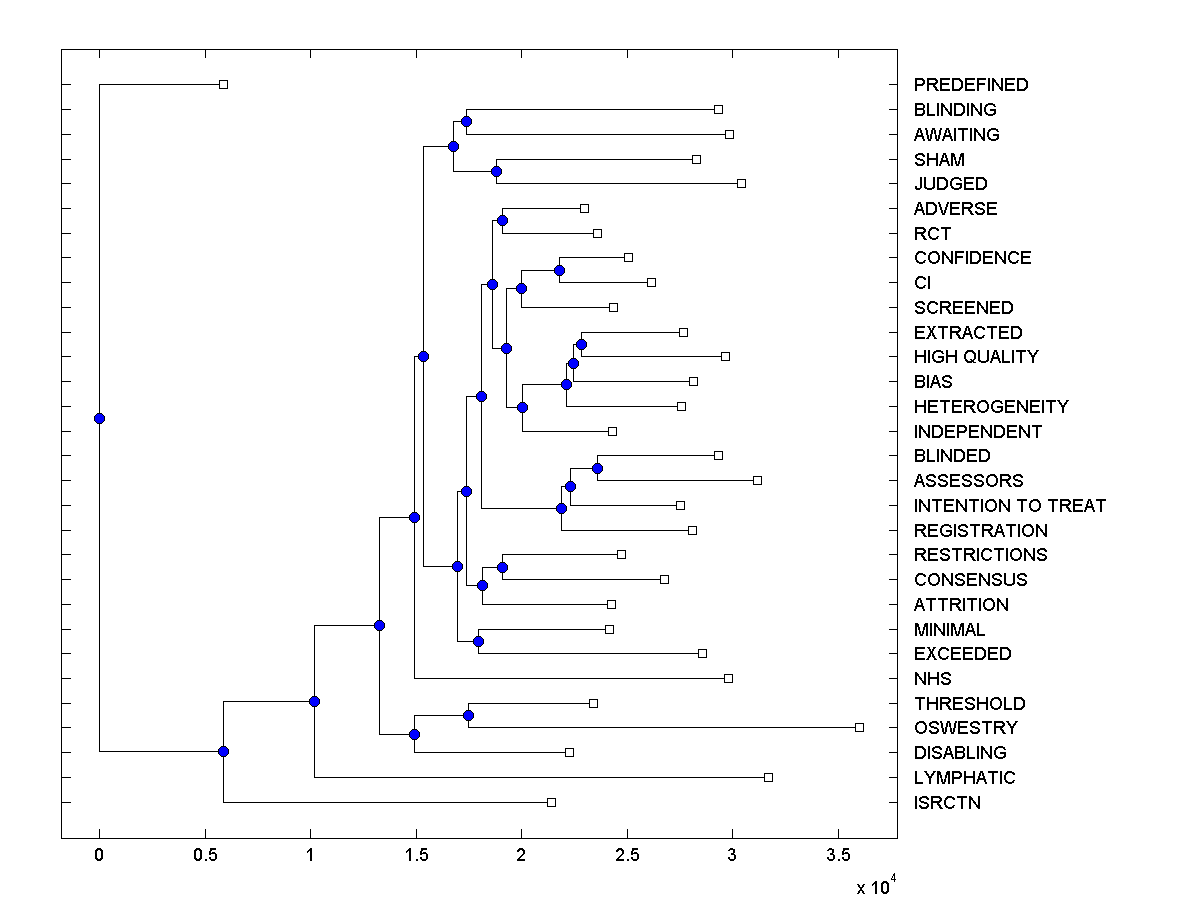 PREDEFINED
BLINDING
AWAITING
SHAM
JUDGED
ADVERSE
RCT
CONFIDENCE
CI
SCREENED
EXTRACTED
HIGH QUALITY
BIAS
HETEROGENEITY
INDEPENDENT
BLINDED
ASSESSORS
INTENTION TO TREAT
REGISTRATION
RESTRICTIONS
CONSENSUS
ATTRITION
MINIMAL
EXCEEDED
NHS
THRESHOLD
OSWESTRY
DISABLING
LYMPHATIC
ISRCTN
0 0.5 1 1.5 2 2.5 3 3.5
x 10^4